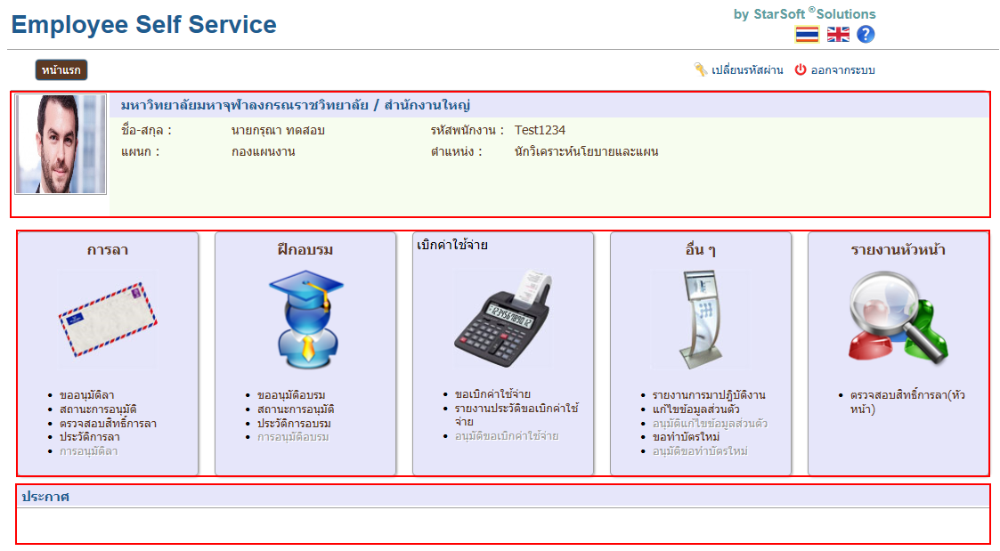 Employee Self Service
by StarSoft ®Solutions
?
หน้าแรก
เปลี่ยนรหัสผ่าน
ออกจากระบบ
มหาวิทยาลัยมหาจุฬาลงกรณราชวิทยาลัย / สำนักงานใหญ่
ชื่อ-สกุล : นายกรุณา ทดสอบ รหัสพนักงาน : Test1234
แผนก : กองแผนงาน ตำแหน่ง : นักวิเคราะห์นโยบายและแผน
การลา
ขออนุมัติลา
สถานะการอนุมัติ
ตรวจสอบสิทธิ์การลา
ประวัติการลา
การอนุมัติลา
ฝึกอบรม
ขออนุมัติอบรม
สถานะการอนุมัติ
ประวัติการอบรม
การอนุมัติอบรม
เบิกค่าใช้จ่าย
1234567890.12
ขอเบิกค่าใช้จ่าย
รายงานประวัติขอเบิกค่าใช้
จ่าย
อนุมัติขอเบิกค่าใช้จ่าย
อื่น ๆ
รายงานการมาปฏิบัติงาน
แก้ไขข้อมูลส่วนตัว
อนุมัติแก้ไขข้อมูลส่วนตัว
ขอทำบัตรใหม่
อนุมัติขอทำบัตรใหม่
รายงานหัวหน้า
ตรวจสอบสิทธิ์การลา(หัว
หน้า)
ประกาศ